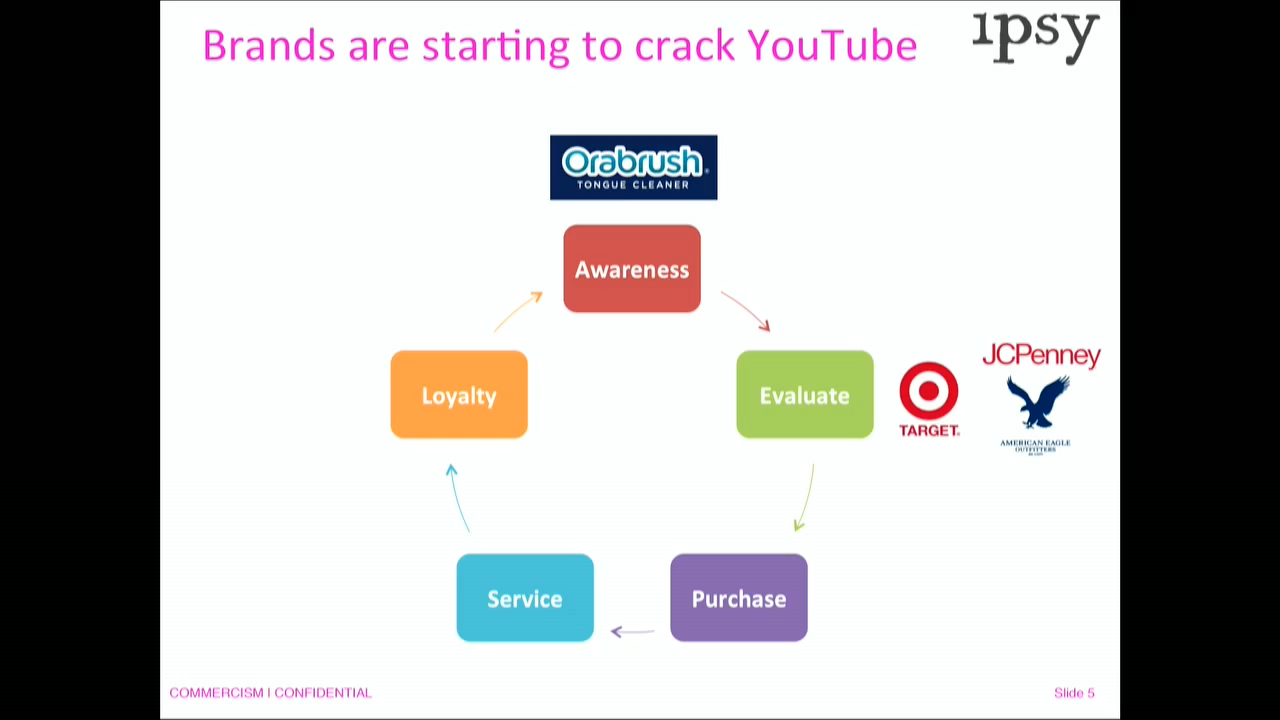 Brands are starting to crack YouTube
ipsy
Orabrush
TONGUE CLEANER
Awareness
Loyalty
Evaluate
TARGET
JCPenney
AMERICAN EAGLE
OUTFITTERS
Service
Purchase
COMMERCISM | CONFIDENTIAL
Slide 5